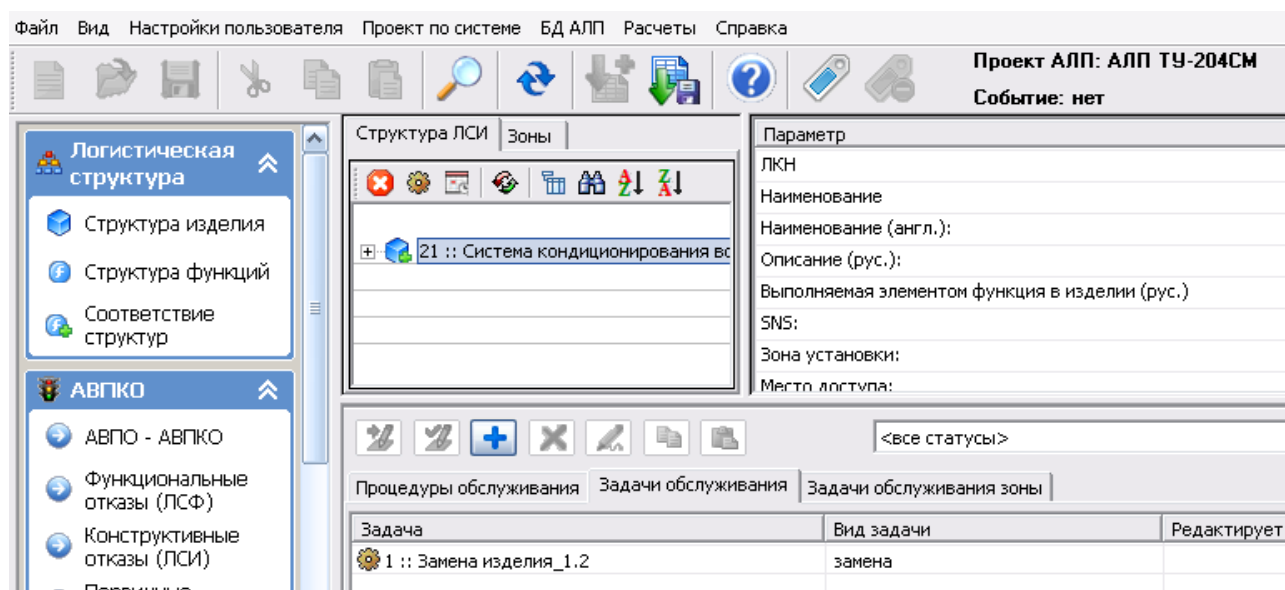 Файл Вид Настройки пользователя Проект по системе БД АЛП Расчеты Справка
Проект АЛП: АЛП ТУ-204СМ
Событие: нет
Логистическая
структура
Структура изделия
Структура функций
Соответствие
структур
АВПКО
АВПО - АВПКО
Функциональные
отказы (ЛСФ)
Конструктивные
отказы (ЛСИ)
Структура ЛСИ Зоны
21 :: Система кондиционирования
Параметр
ЛКН
Наименование
Наименование (англ.):
Описание (рус.):
Выполняемая элементом функция в изделии (рус.)
SNS:
Зона установки:
Место доступа:
<все статусы>
Процедуры обслуживания Задачи обслуживания Задачи обслуживания зоны
Задача Вид задачи Редактирует
1 :: Замена изделия_1.2 замена